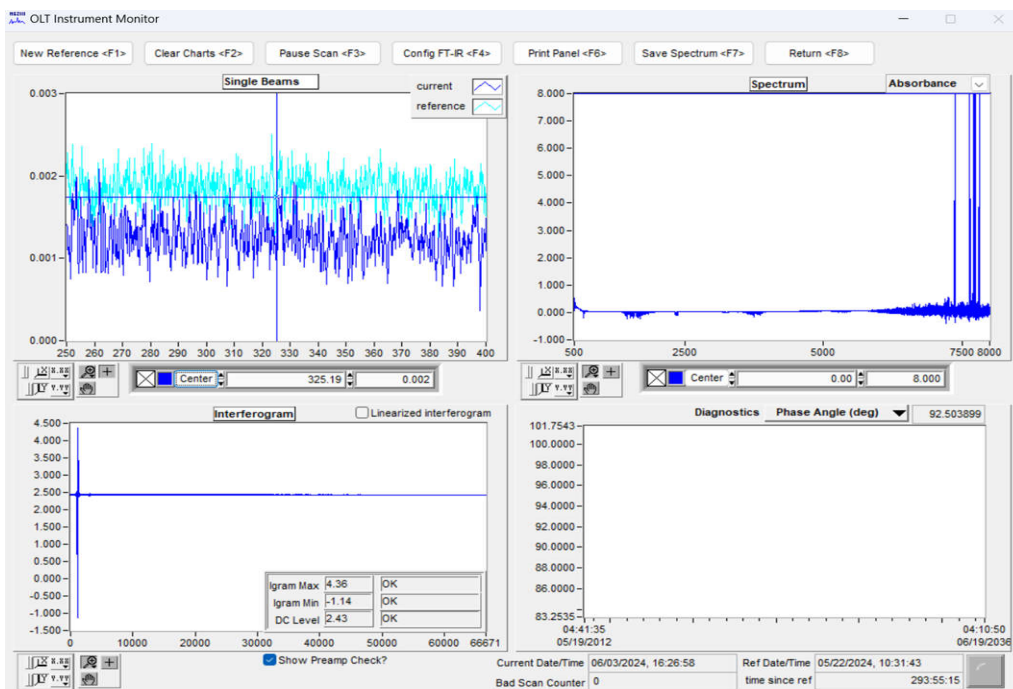 OLT Instrument Monitor
New Reference <F1> Clear Charts <F2> Pause Scan <F3> Config FT-IR <F4> Print Panel <F6> Save Spectrum <F7> Return <F8>
Single Beams
current
reference
0.003
0.002
0.001
0.000
250 260 270 280 290 300 310 320 330 340 350 360 370 380 390 400
Center 325.19 0.002
Spectrum
Absorbance
8.000
7.000
6.000
5.000
4.000
3.000
2.000
1.000
0.000
-1.000
500 2500 5000 7500 8000
Center 0.00 8.000
Interferogram
Linearized interferogram
4.500
4.000
3.500
3.000
2.500
2.000
1.500
1.000
0.500
0.000
-0.500
-1.000
-1.500
Igram Max 4.36 OK
Igram Min -1.14 OK
DC Level 2.43 OK
0 10000 20000 30000 40000 50000 60000 66671
Show Preamp Check?
Diagnostics Phase Angle (deg) 92.503899
101.7543
100.0000
98.0000
96.0000
94.0000
92.0000
90.0000
88.0000
86.0000
83.2535
04:41:35 04:10:50
05/19/2012 06/19/2036
Current Date/Time 06/03/2024, 16:26:58 Ref Date/Time 05/22/2024, 10:31:43
Bad Scan Counter 0 time since ref 293:55:15